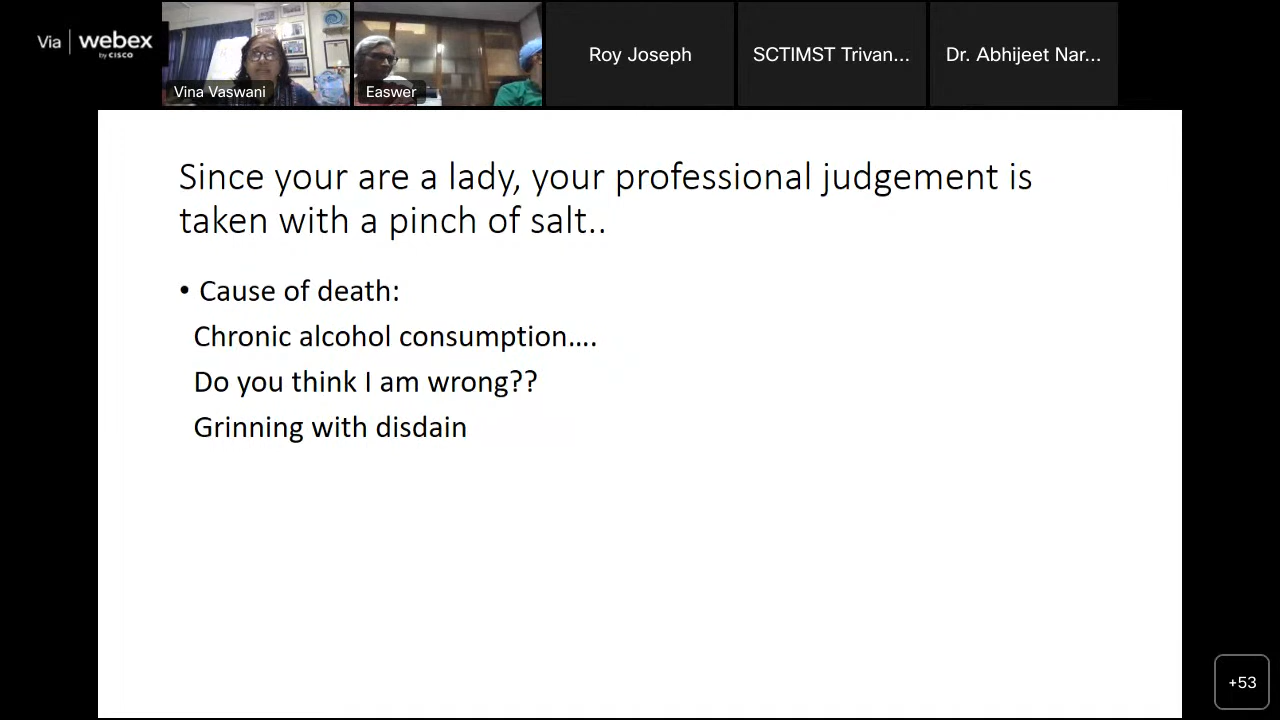 Via | webex
by CISCO
Vina Vaswani
Easwer
Roy Joseph
SCTIMST Trivan...
Dr. Abhijeet Nar...
Since your are a lady, your professional judgement is
taken with a pinch of salt..
• Cause of death:
Chronic alcohol consumption....
Do you think I am wrong??
Grinning with disdain
+53